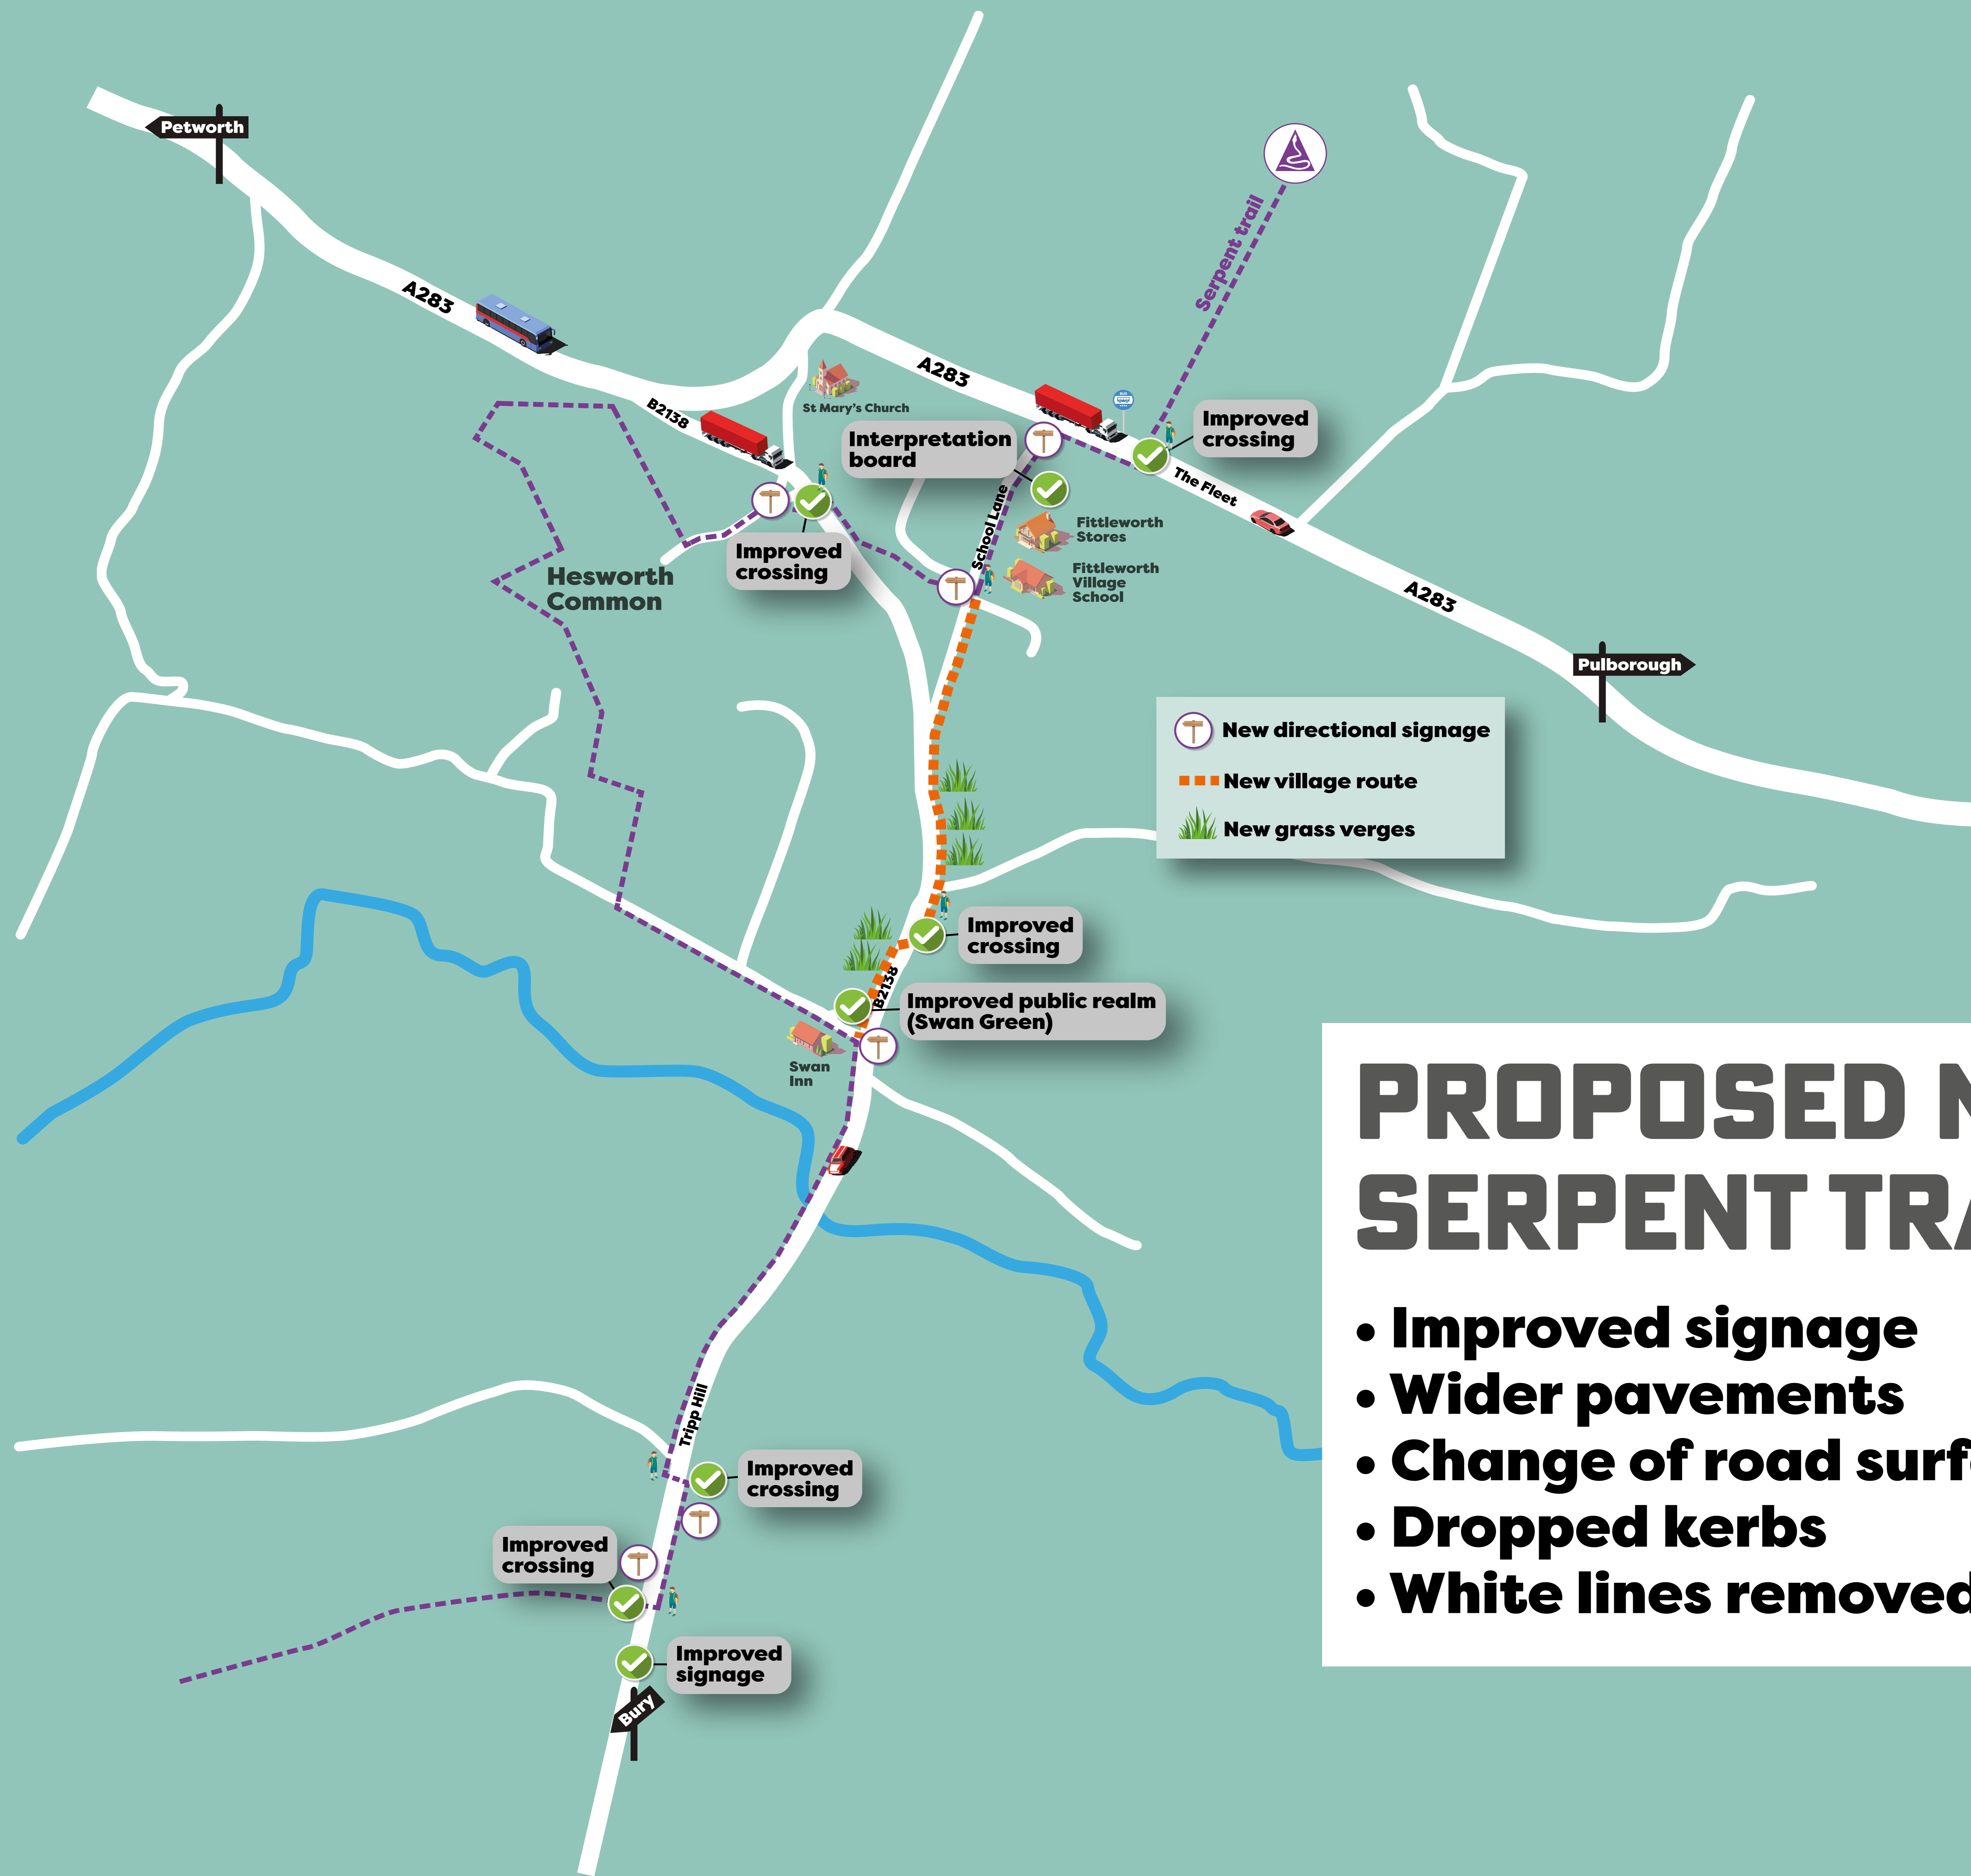 Petworth
A283
Serpent trail
A283
St Mary's Church
B2138
Improved
crossing
Interpretation
board
The Fleet
School Lane
Fittleworth
Stores
Improved
crossing
Fittleworth
Village
School
Hesworth
Common
A283
Pulborough
New directional signage
New village route
New grass verges
Improved
crossing
B2138
Improved public realm
(Swan Green)
Swan
Inn
PROPOSED
SERPENT
• Improved signage
• Wider pavements
• Change of road
• Dropped kerbs
• White lines removed
Tripp Hill
Improved
crossing
Improved
crossing
Improved
signage
Bury